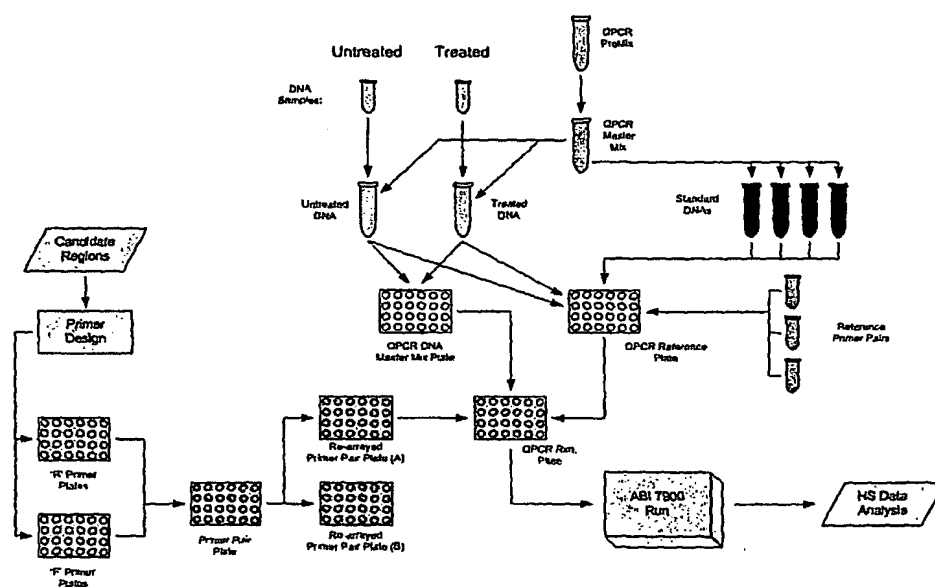 Untreated
Treated
QPCR
PreMix
DNA
Samples:
QPCR
Master
Mix
Untreated
DNA
Treated
DNA
Standard
DNAs
Candidate
Regions
Primer
Design
QPCR DNA
Master Mix Plate
QPCR Reference
Plate
Reference
Primer Pairs
"R" Primer
Plates
Re-arrayed
Primer Pair Plate (A)
QPCR Run
Plate
"F" Primer
Plates
Primer Pair
Plate
Re-arrayed
Primer Pair Plate (B)
ABI 7900
Run
HS Data
Analysis